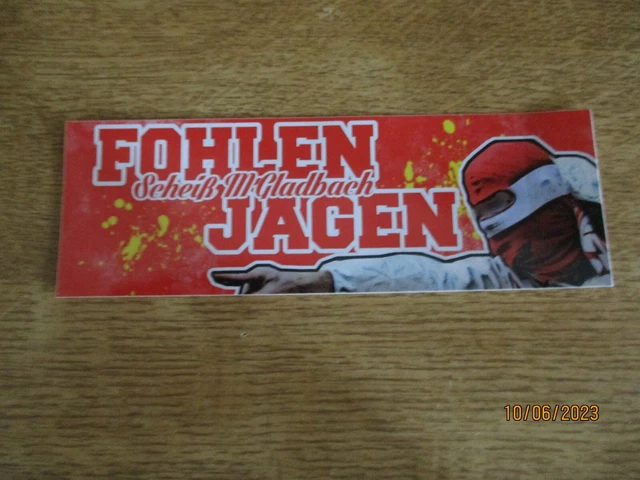 FOHLEN
Scheiß M'Gladbach
JAGEN
10/06/2023